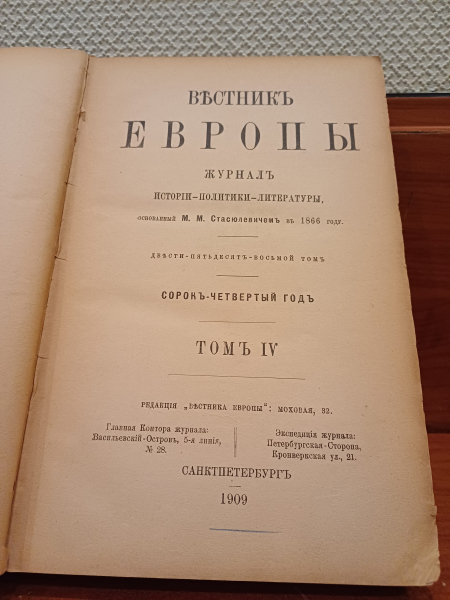 ВѢСТНИКЪ
ЕВРОПЫ
ЖУРНАЛЪ
ИСТОРІИ-ПОЛИТИКИ-ЛИТЕРАТУРЫ,
основанный М. М. Стасюлевичемъ въ 1866 году.
ДВѢСТИ-ПЯТЬДЕСЯТЪ-ВОСЬМОЙ ТОМЪ
СОРОКЪ-ЧЕТВЕРТЫЙ ГОДЪ
ТОМЪ IV
РЕДАКЦІЯ „ВѢСТНИКА ЕВРОПЫ“: МОХОВАЯ, 32.
Главная Контора журнала:
Васильевскій-Островъ, 5-я линія,
№ 28.
Экспедиція журнала:
Петербургская-Сторона,
Кронверкская ул., 21.
САНКТПЕТЕРБУРГЪ
1909